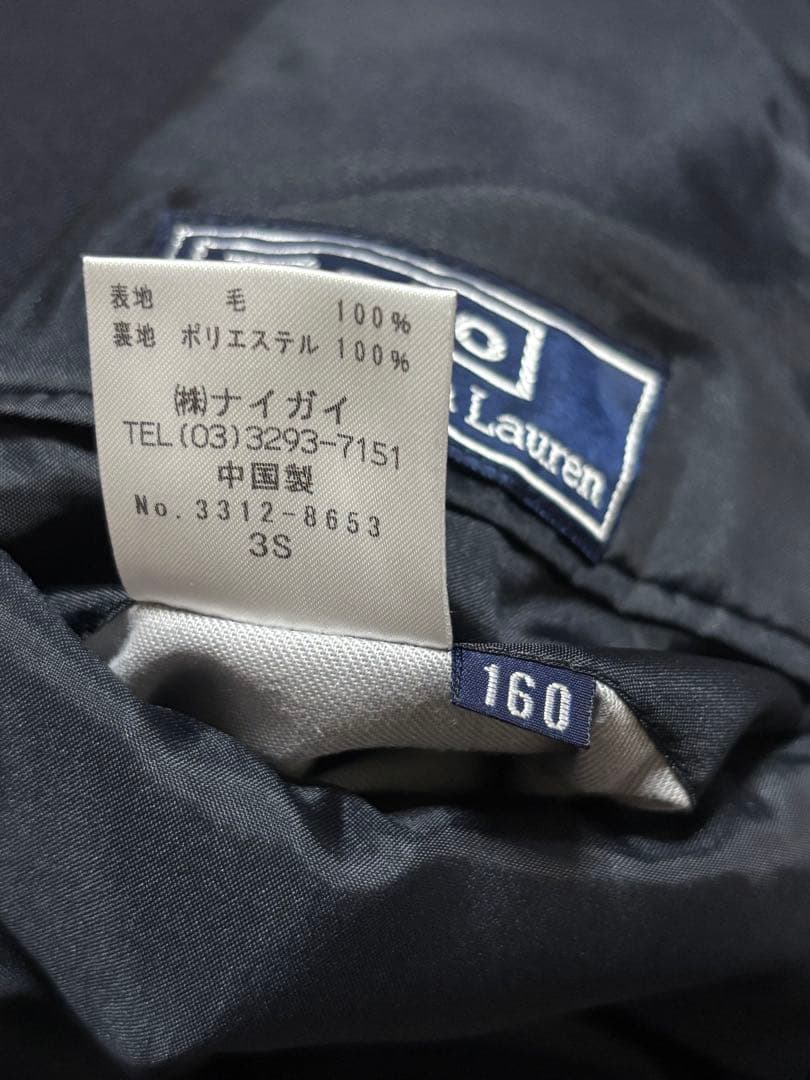 表地 毛 100%
裏地 ポリエステル 100%
㈱ナイガイ
TEL(03)3293-7151
中国製
No.3312-8653
3S
Lauren
160